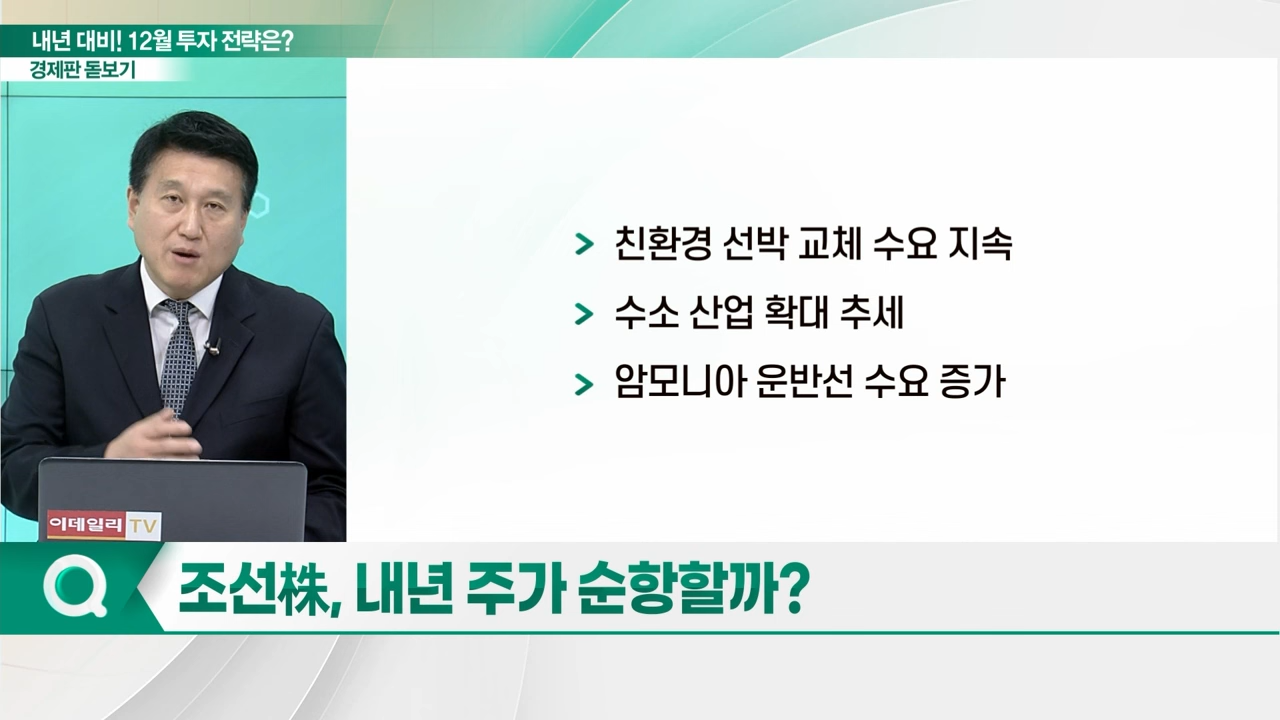 내년 대비! 12월 투자 전략은?
경제판 돋보기
> 친환경 선박 교체 수요 지속
> 수소 산업 확대 추세
> 암모니아 운반선 수요 증가
이데일리 TV
Q 조선株, 내년 주가 순항할까?